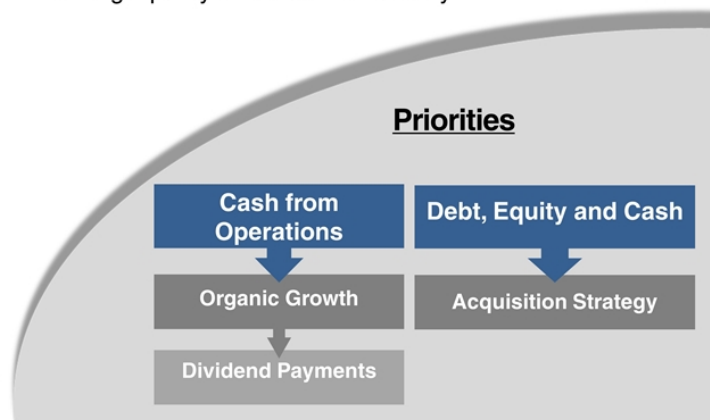 Priorities
Cash from
Operations
Debt, Equity and Cash
Organic Growth
Acquisition Strategy
Dividend Payments